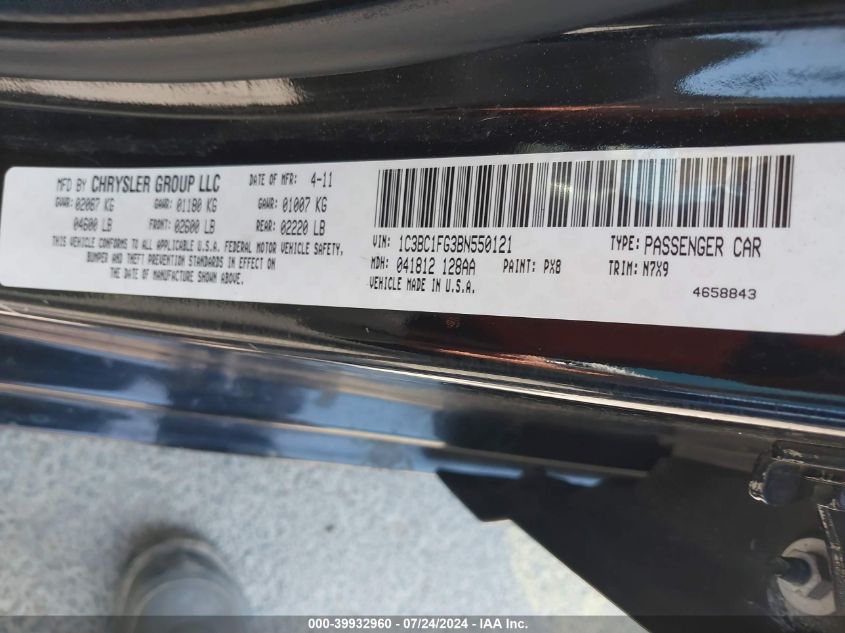 MFD BY CHRYSLER GROUP LLC DATE OF MFR: 4-11
GVWR: 02087 KG GAWR: 01180 KG GAWR: 01007 KG
04600 LB FRONT: 02600 LB REAR: 02220 LB
THIS VEHICLE CONFORMS TO ALL APPLICABLE U.S.A. FEDERAL MOTOR VEHICLE SAFETY,
BUMPER AND THEFT PREVENTION STANDARDS IN EFFECT ON
THE DATE OF MANUFACTURE SHOWN ABOVE.
VIN: 1C3BC1FG3BN550121 TYPE: PASSENGER CAR
MDH: 041812 128AA PAINT: PX8 TRIM: N7X9
VEHICLE MADE IN U.S.A. 4658843
000-39932960 - 07/24/2024 - IAA Inc.